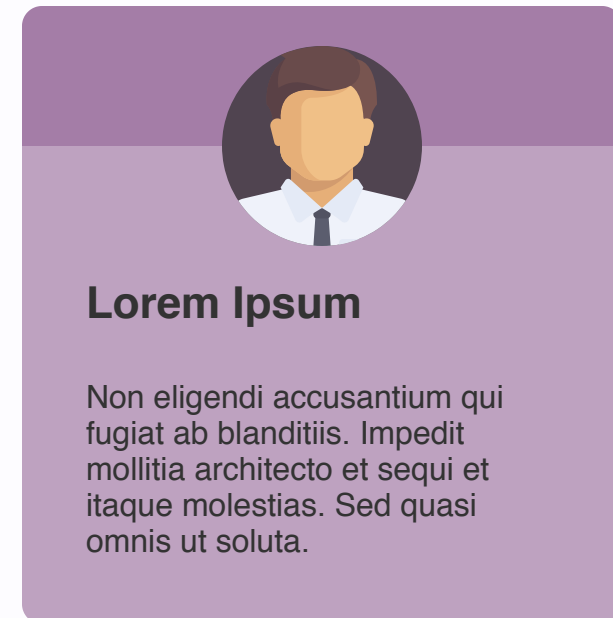 Lorem Ipsum
Non eligendi accusantium qui
fugiat ab blanditiis. Impedit
mollitia architecto et sequi et
itaque molestias. Sed quasi
omnis ut soluta.